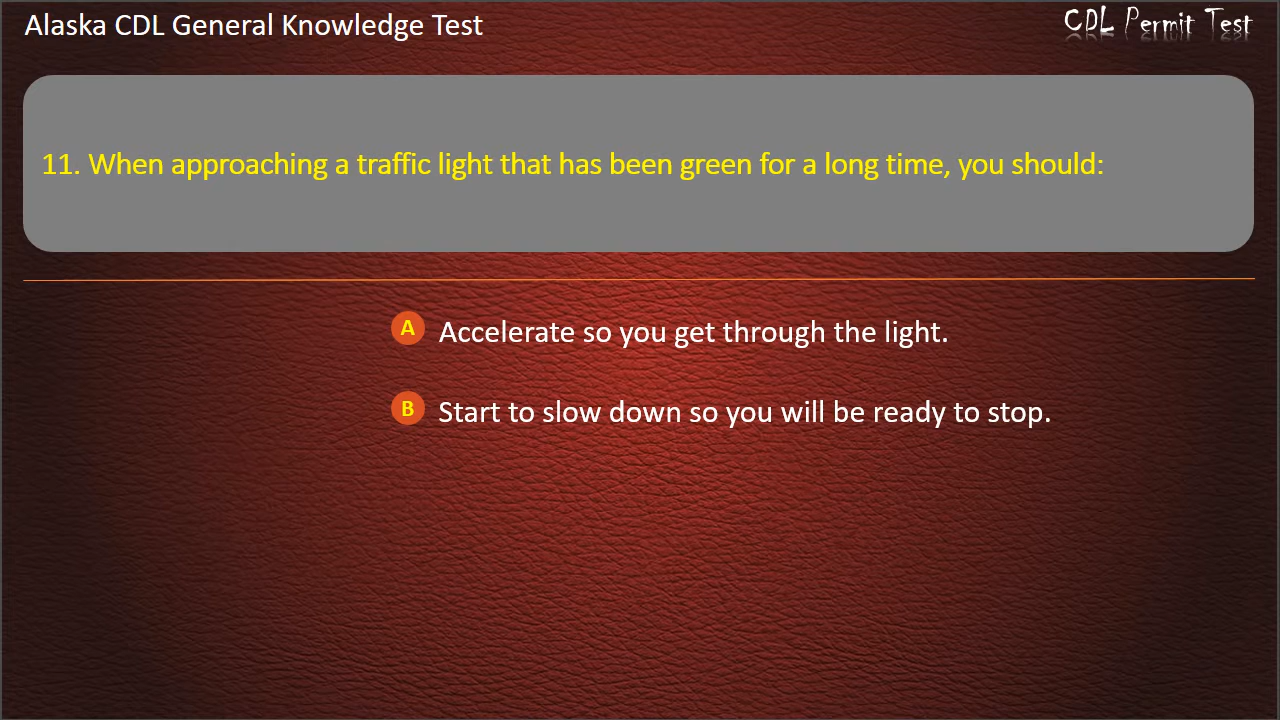 Alaska CDL General Knowledge Test
CDL Permit Test
11. When approaching a traffic light that has been green for a long time, you should:
A Accelerate so you get through the light.
B Start to slow down so you will be ready to stop.